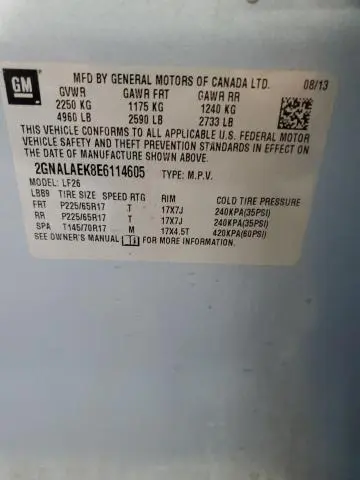 GM
MFD BY GENERAL MOTORS OF CANADA LTD. 08/13
GVWR GAWR FRT GAWR RR
2250 KG 1175 KG 1240 KG
4960 LB 2590 LB 2733 LB
THIS VEHICLE CONFORMS TO ALL APPLICABLE U.S. FEDERAL MOTOR
VEHICLE SAFETY AND THEFT PREVENTION STANDARDS IN EFFECT ON
THE DATE OF MANUFACTURE SHOWN ABOVE.
2GNALAEK8E6114605 TYPE: M.P.V.
MODEL: LF26
LBB9 TIRE SIZE SPEED RTG RIM COLD TIRE PRESSURE
FRT P225/65R17 T 17X7J 240KPA(35PSI)
RR P225/65R17 T 17X7J 240KPA(35PSI)
SPA T145/70R17 M 17X4.5T 420KPA(60PSI)
SEE OWNER'S MANUAL FOR MORE INFORMATION.